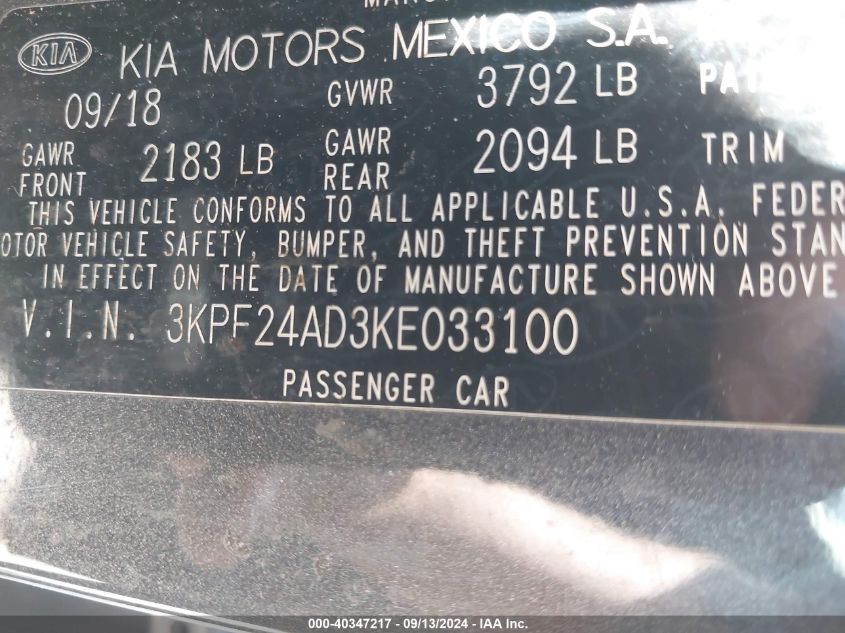 KIA
KIA MOTORS MEXICO S.A.
09/18 GVWR 3792 LB
GAWR FRONT 2183 LB GAWR REAR 2094 LB TRIM
THIS VEHICLE CONFORMS TO ALL APPLICABLE U.S.A. FEDER
OTOR VEHICLE SAFETY, BUMPER, AND THEFT PREVENTION STAN
IN EFFECT ON THE DATE OF MANUFACTURE SHOWN ABOVE
V.I.N. 3KPF24AD3KE033100
PASSENGER CAR
000-40347217 - 09/13/2024 - IAA Inc.